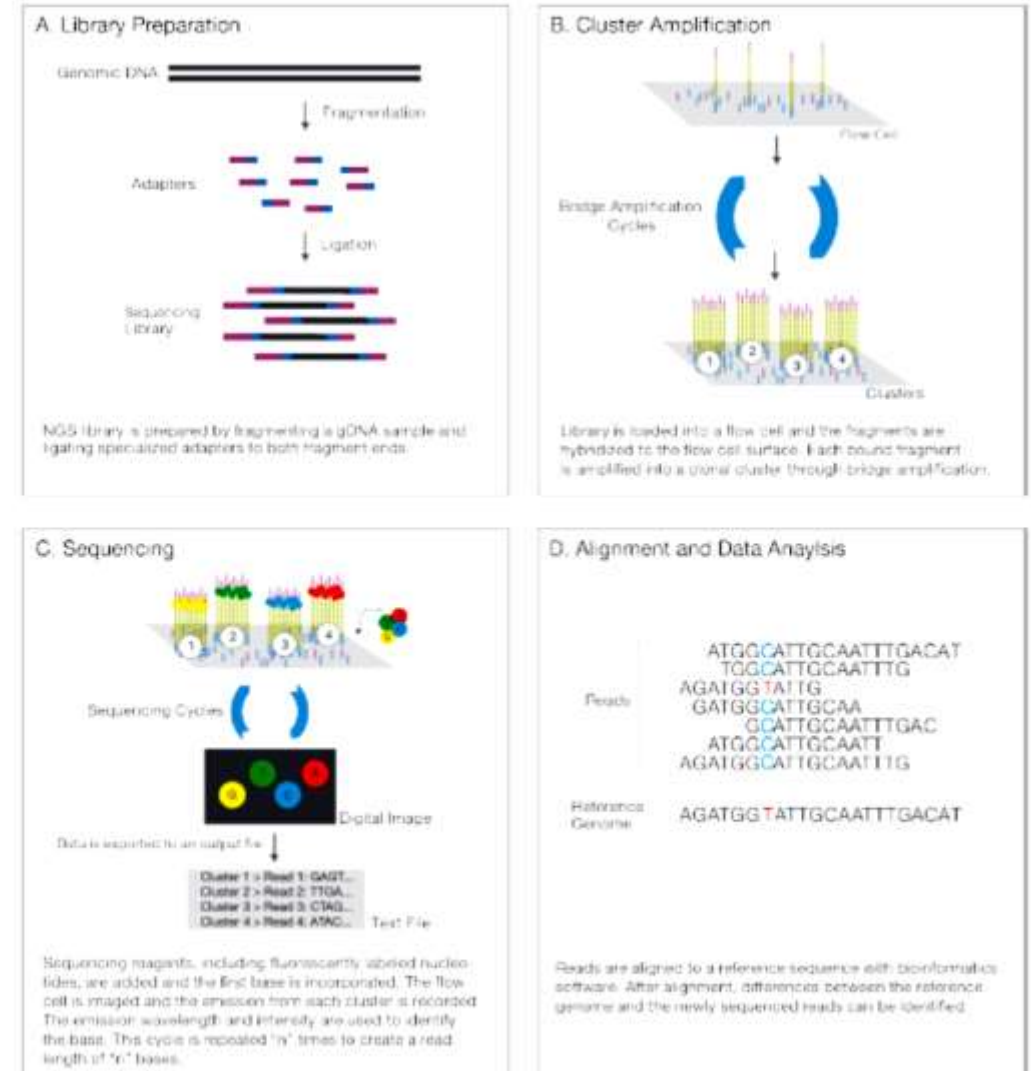 A. Library Preparation
Genomic DNA
Fragmentation
Adapters
Ligation
Sequencing
Library
NGS library is prepared by fragmenting a gDNA sample and
ligating specialized adapters to both fragment ends.
B. Cluster Amplification
Flow Cell
Bridge Amplification
Cycles
1 2 3 4
Clusters
Library is loaded into a flow cell and the fragments are
hybridized to the flow cell surface. Each bound fragment
is amplified into a clonal cluster through bridge amplification.
C. Sequencing
1 2 3 4
Sequencing Cycles
Digital Image
Data is exported to an output file
Cluster 1 > Read 1: GAGT...
Cluster 2 > Read 2: TTGA...
Cluster 3 > Read 3: CTAG...
Cluster 4 > Read 4: ATAC...
Text File
Sequencing reagents, including fluorescently labeled nucleo-
tides, are added and the first base is incorporated. The flow
cell is imaged and the emission from each cluster is recorded.
The emission wavelength and intensity are used to identify
the base. This cycle is repeated "n" times to create a read
length of "n" bases.
D. Alignment and Data Anaylsis
Reads
ATGGCATTGCAATTTGACAT
TGGCATTGCAATTTG
AGATGGTATTG
GATGGCATTGCAA
GCATTGCAATTTGAC
ATGGCATTGCAATT
AGATGGCATTGCAATTTG
Reference
Genome
AGATGGTATTGCAATTTGACAT
Reads are aligned to a reference sequence with bioinformatics
software. After alignment, differences between the reference
genome and the newly sequenced reads can be identified.